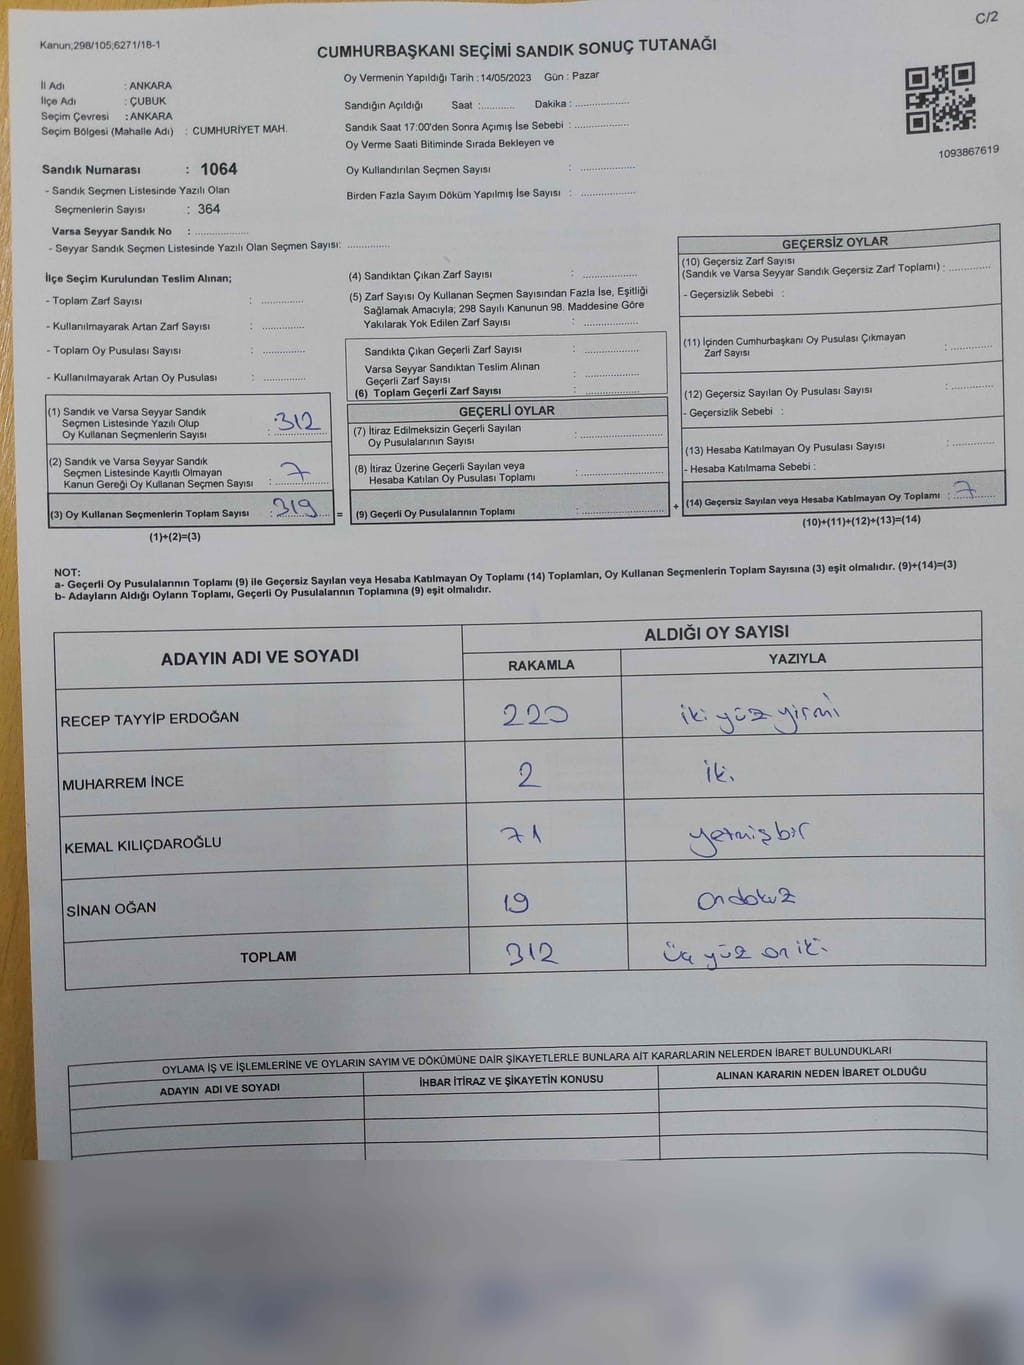 C/2
Kanun;298/105;6271/18-1
CUMHURBAŞKANI SEÇİMİ SANDIK SONUÇ TUTANAĞI
İl Adı : ANKARA
İlçe Adı : ÇUBUK
Seçim Çevresi : ANKARA
Seçim Bölgesi (Mahalle Adı) : CUMHURİYET MAH.
Sandık Numarası : 1064
- Sandık Seçmen Listesinde Yazılı Olan
Seçmenlerin Sayısı : 364
Varsa Seyyar Sandık No : ..................
- Seyyar Sandık Seçmen Listesinde Yazılı Olan Seçmen Sayısı: ..............
Oy Vermenin Yapıldığı Tarih : 14/05/2023 Gün : Pazar
Sandığın Açıldığı Saat :............ Dakika : ..................
Sandık Saat 17:00'den Sonra Açımış İse Sebebi : ..................
Oy Verme Saati Bitiminde Sırada Bekleyen ve
Oy Kullandırılan Seçmen Sayısı : ..................
Birden Fazla Sayım Döküm Yapılmış İse Sayısı : ..................
1093867619
İlçe Seçim Kurulundan Teslim Alınan;
- Toplam Zarf Sayısı : ..............
- Kullanılmayarak Artan Zarf Sayısı : ..............
- Toplam Oy Pusulası Sayısı : ..............
- Kullanılmayarak Artan Oy Pusulası : ..............
(1) Sandık ve Varsa Seyyar Sandık
Seçmen Listesinde Yazılı Olup
Oy Kullanan Seçmenlerin Sayısı : 312
(2) Sandık ve Varsa Seyyar Sandık
Seçmen Listesinde Kayıtlı Olmayan
Kanun Gereği Oy Kullanan Seçmen Sayısı : 7
(3) Oy Kullanan Seçmenlerin Toplam Sayısı : 319
(1)+(2)=(3)
(4) Sandıktan Çıkan Zarf Sayısı : ..................
(5) Zarf Sayısı Oy Kullanan Seçmen Sayısından Fazla İse, Eşitliği
Sağlamak Amacıyla; 298 Sayılı Kanunun 98. Maddesine Göre
Yakılarak Yok Edilen Zarf Sayısı : ..................
Sandıkta Çıkan Geçerli Zarf Sayısı : ..................
Varsa Seyyar Sandıktan Teslim Alınan
Geçerli Zarf Sayısı : ..................
(6) Toplam Geçerli Zarf Sayısı : ..................
GEÇERLİ OYLAR
(7) İtiraz Edilmeksizin Geçerli Sayılan
Oy Pusulalarının Sayısı : ..................
(8) İtiraz Üzerine Geçerli Sayılan veya
Hesaba Katılan Oy Pusulası Toplamı : ..................
= (9) Geçerli Oy Pusulalarının Toplamı : ..................
GEÇERSİZ OYLAR
(10) Geçersiz Zarf Sayısı
(Sandık ve Varsa Seyyar Sandık Geçersiz Zarf Toplamı) : ..............
- Geçersizlik Sebebi :
(11) İçinden Cumhurbaşkanı Oy Pusulası Çıkmayan
Zarf Sayısı : ..............
(12) Geçersiz Sayılan Oy Pusulası Sayısı : ..............
- Geçersizlik Sebebi :
(13) Hesaba Katılmayan Oy Pusulası Sayısı : ..............
- Hesaba Katılmama Sebebi :
+ (14) Geçersiz Sayılan veya Hesaba Katılmayan Oy Toplamı : 7
(10)+(11)+(12)+(13)=(14)
NOT:
a- Geçerli Oy Pusulalarının Toplamı (9) ile Geçersiz Sayılan veya Hesaba Katılmayan Oy Toplamı (14) Toplamları, Oy Kullanan Seçmenlerin Toplam Sayısına (3) eşit olmalıdır. (9)+(14)=(3)
b- Adayların Aldığı Oyların Toplamı, Geçerli Oy Pusulalarının Toplamına (9) eşit olmalıdır.
ADAYIN ADI VE SOYADI ALDIĞI OY SAYISI
RAKAMLA YAZIYLA
RECEP TAYYİP ERDOĞAN 220 iki yüz yirmi
MUHARREM İNCE 2 iki
KEMAL KILIÇDAROĞLU 71 yetmişbir
SİNAN OĞAN 19 ondokuz
TOPLAM 312 üç yüz on iki
OYLAMA İŞ VE İŞLEMLERİNE VE OYLARIN SAYIM VE DÖKÜMÜNE DAİR ŞİKAYETLERLE BUNLARA AİT KARARLARIN NELERDEN İBARET BULUNDUKLARI
ADAYIN ADI VE SOYADI İHBAR İTİRAZ VE ŞİKAYETİN KONUSU ALINAN KARARIN NEDEN İBARET OLDUĞU